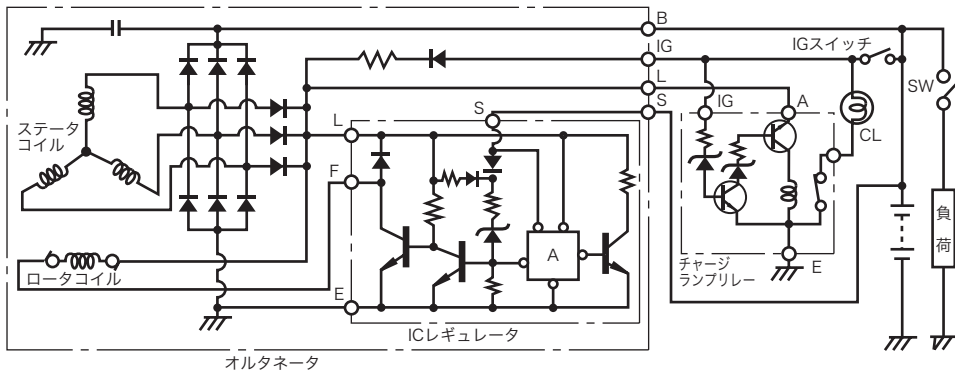 B
IG
IGスイッチ
L
S
SW
S
IG
A
CL
ステータ
コイル
L
F
A
負
荷
ロータコイル
E
チャージ
ランプリレー
E
ICレギュレータ
オルタネータ